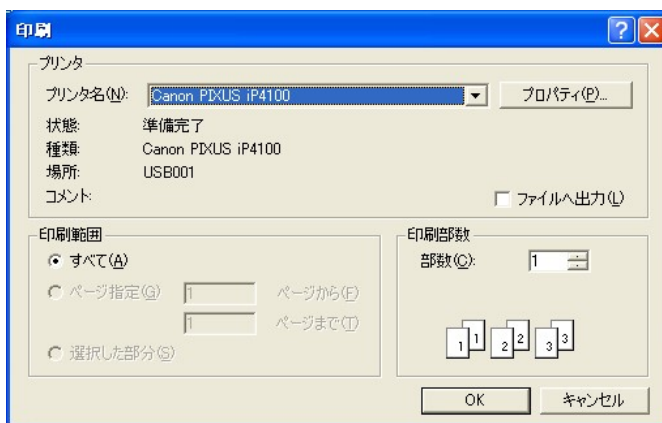 印刷
プリンタ
プリンタ名(N): Canon PIXUS iP4100 プロパティ(P)...
状態: 準備完了
種類: Canon PIXUS iP4100
場所: USB001
コメント: ファイルへ出力(L)
印刷範囲
すべて(A)
ページ指定(G) 1 ページから(F)
1 ページまで(T)
選択した部分(S)
印刷部数
部数(C): 1
1 1 2 2 3 3
OK キャンセル